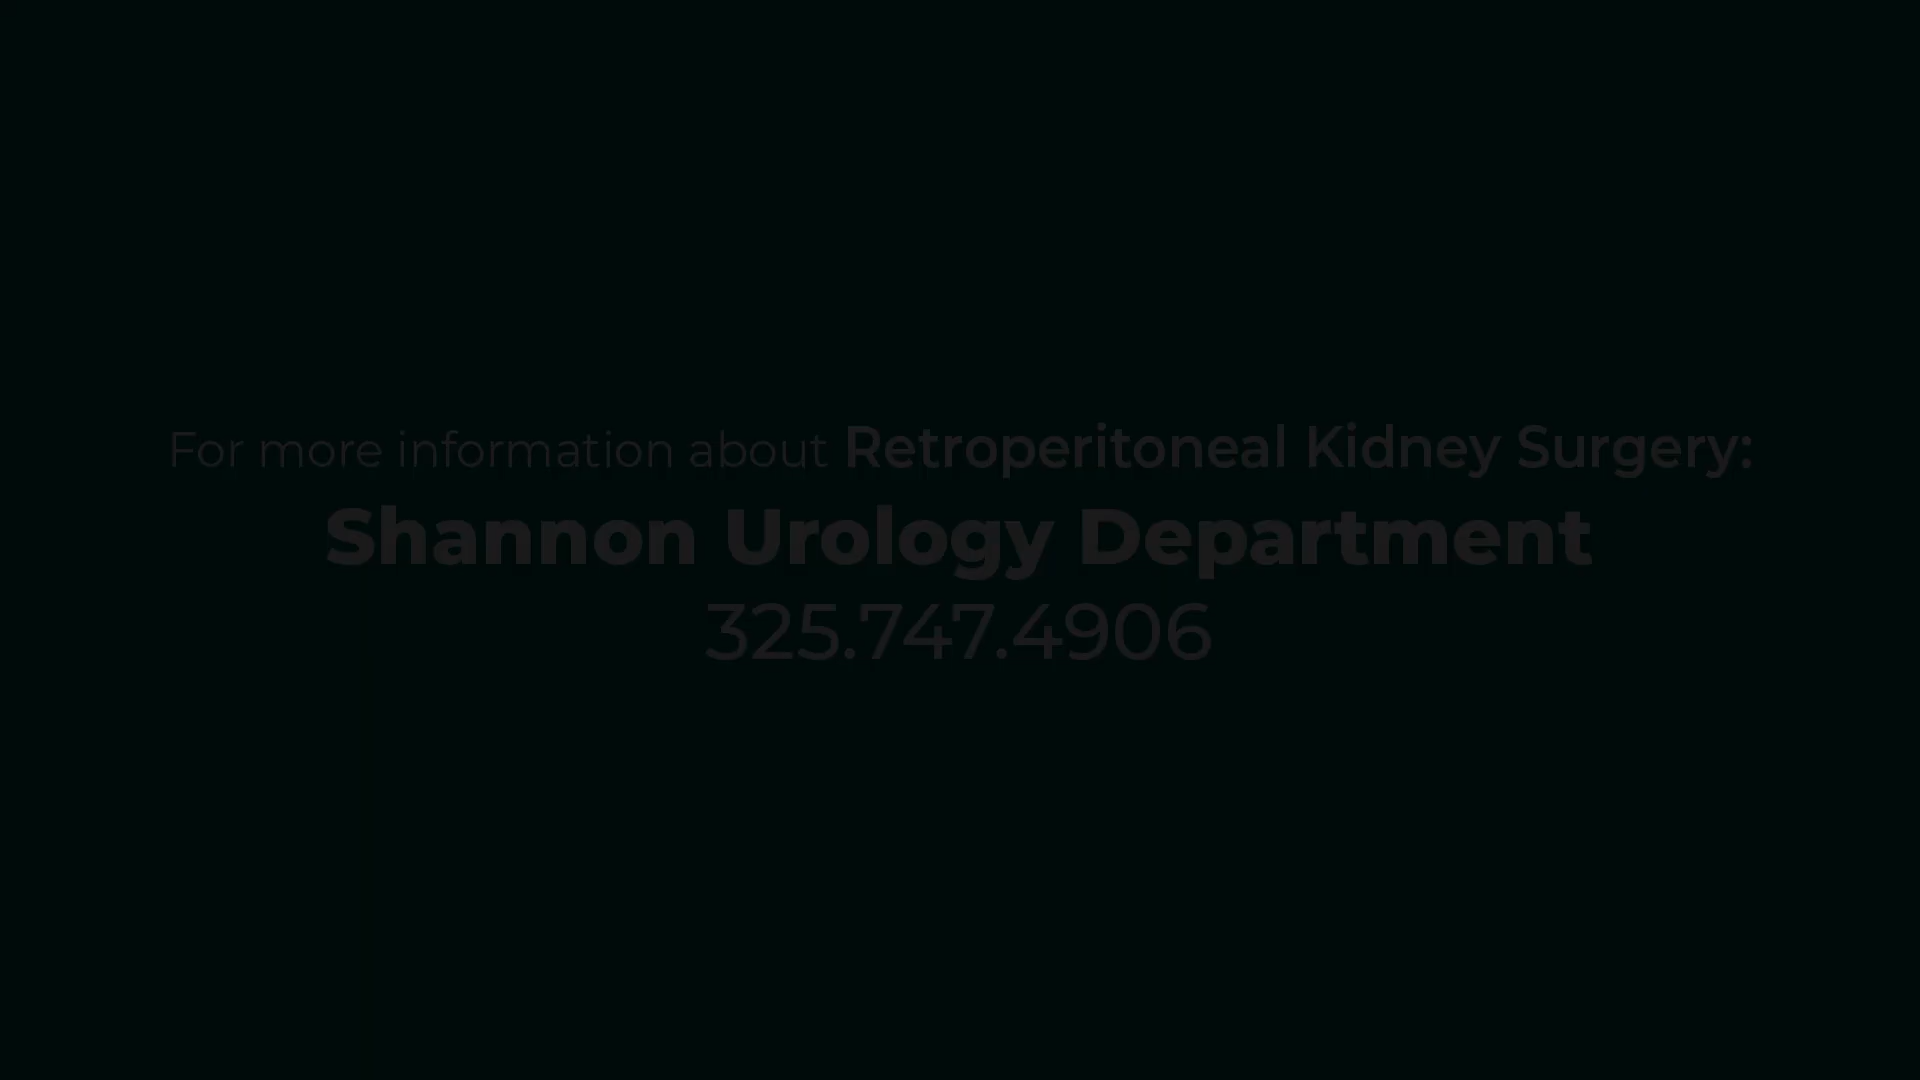 For more information about Retroperitoneal Kidney Surgery:
Shannon Urology Department
325.747.4906